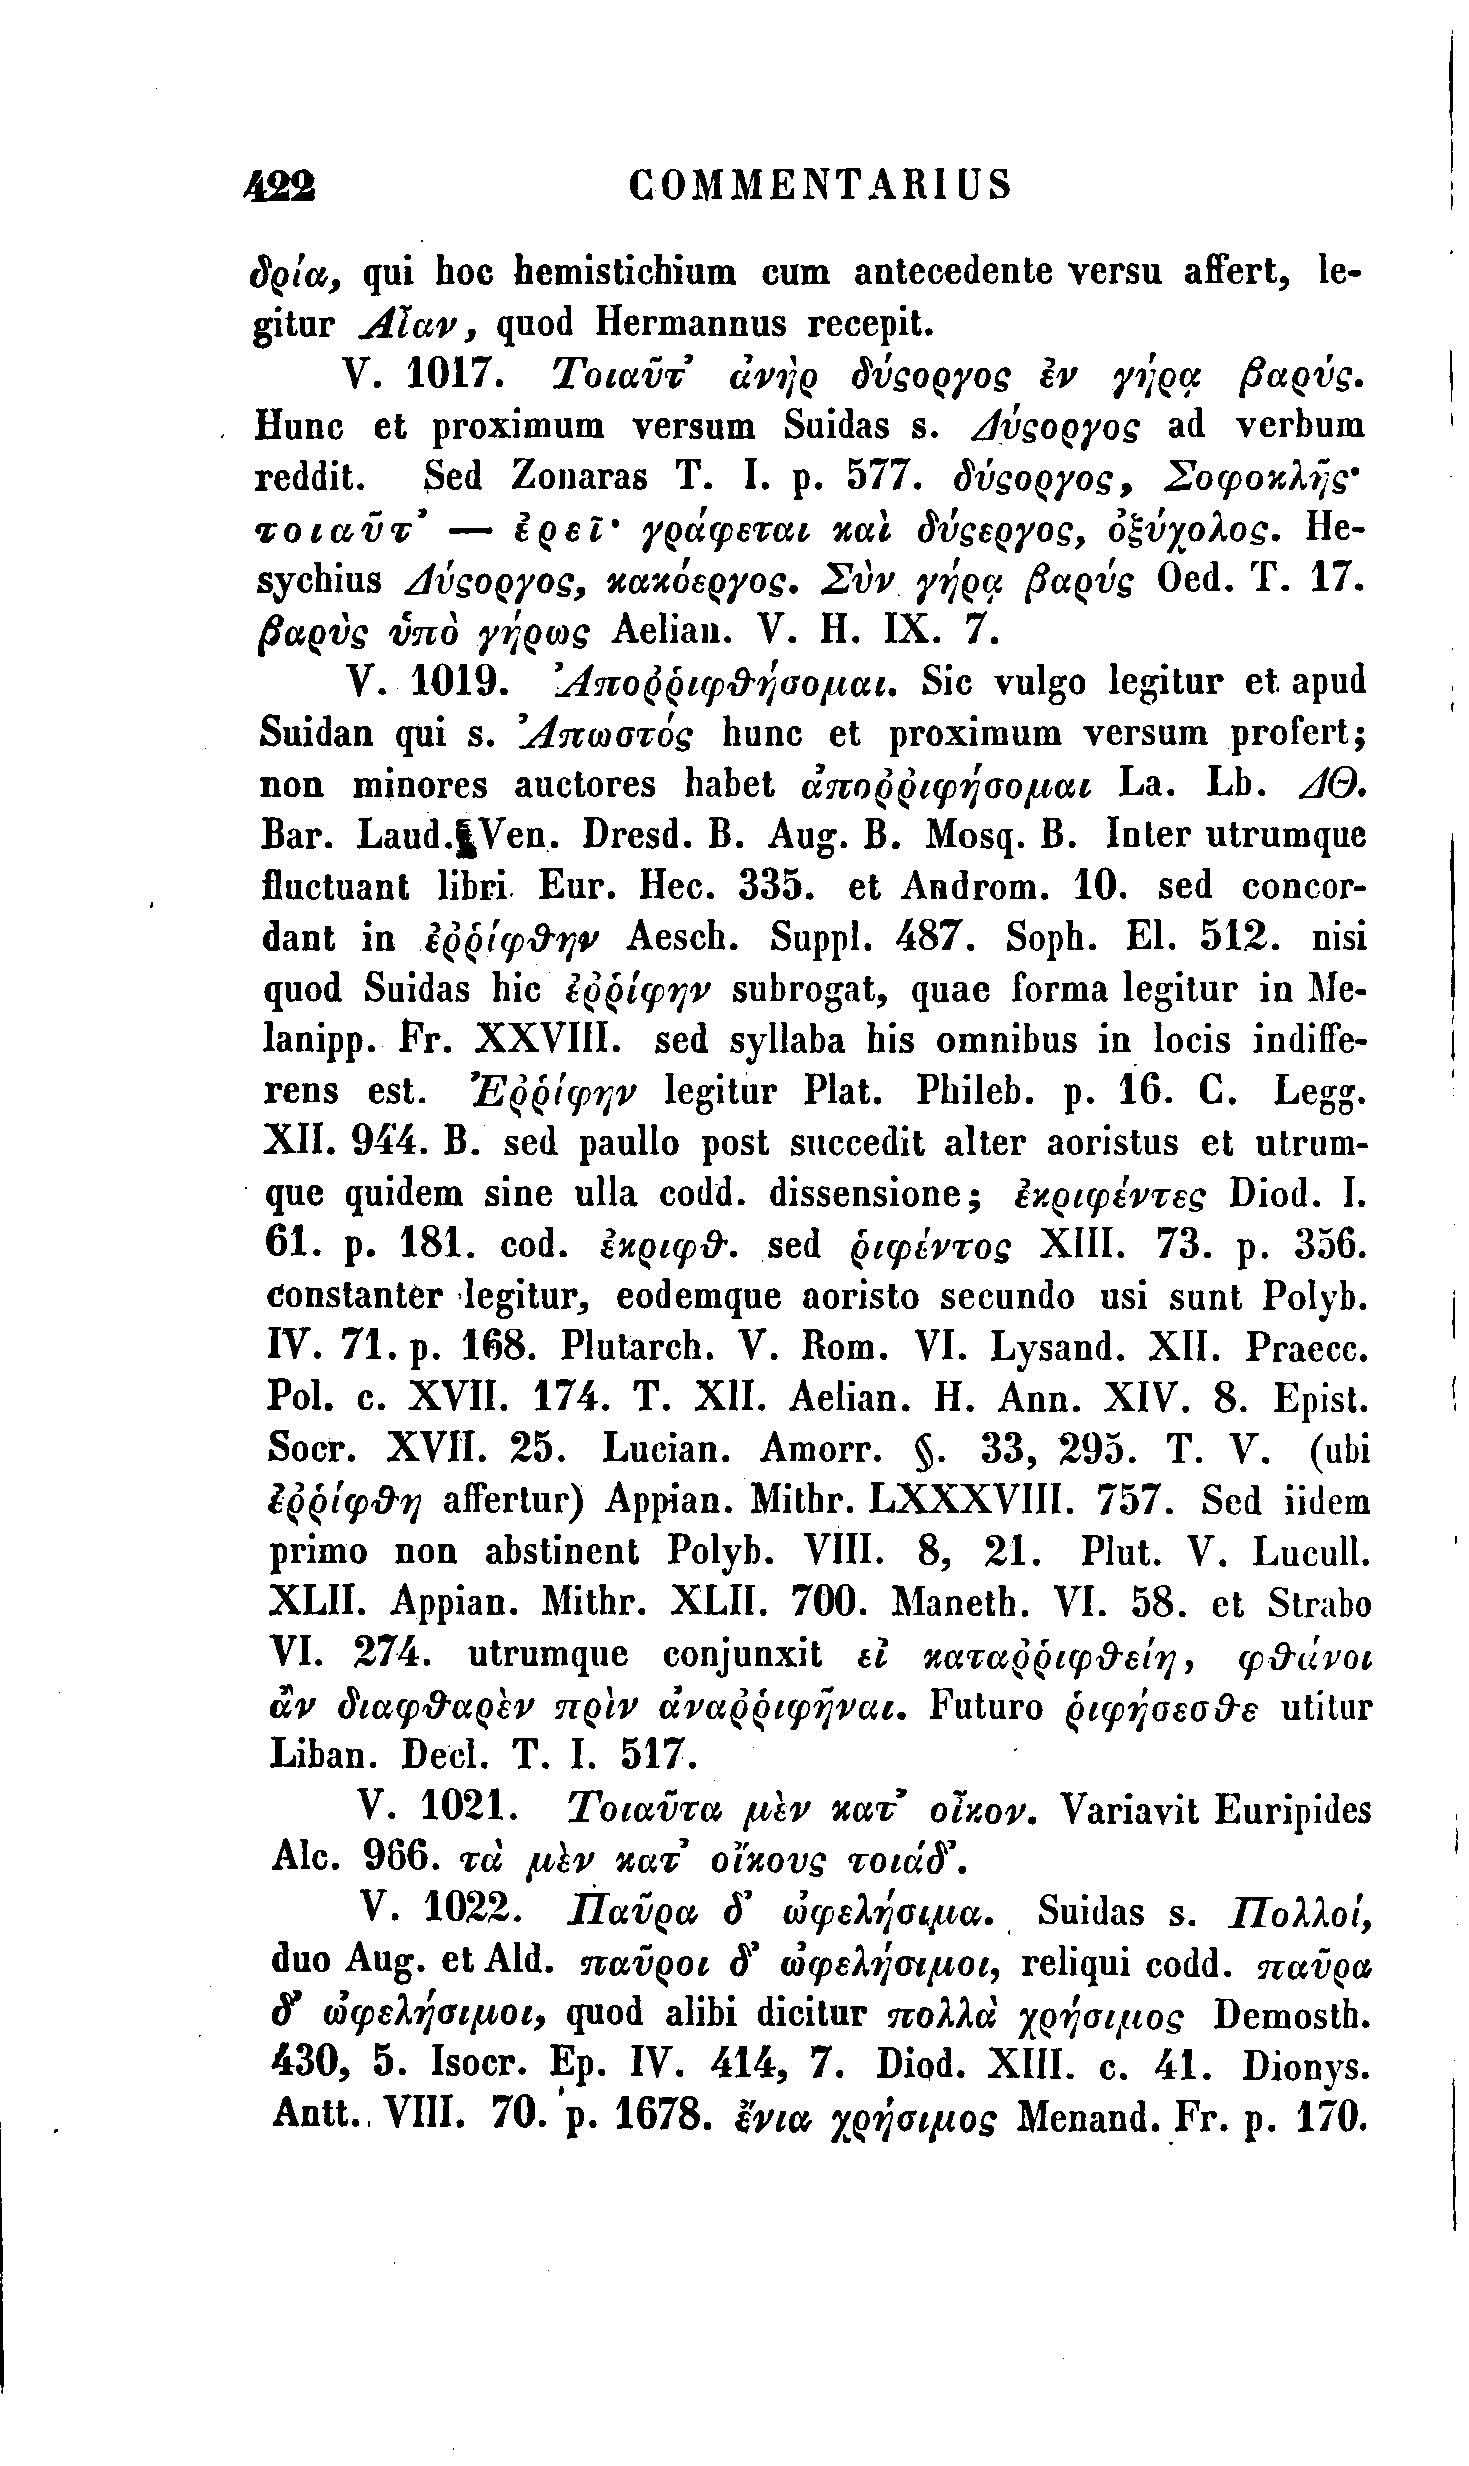 422 COMMENTARIUS
δρία, qui hoc hemistichium cum antecedente versu affert, le-
gitur Αἶαν, quod Hermannus recepit.
V. 1017. Τοιαῦτ' ἀνὴρ δύςοργος ἐν γήρᾳ βαρύς.
Hunc et proximum versum Suidas s. Δύςοργος ad verbum
reddit. Sed Zonaras T. I. p. 577. δύςοργος, Σοφοκλῆς·
τοιαῦτ' — ἐρεῖ· γράφεται καὶ δύςεργος, ὀξύχολος. He-
sychius Δύςοργος, κακόεργος. Σὺν γήρᾳ βαρύς Oed. T. 17.
βαρὺς ὑπὸ γήρως Aelian. V. H. IX. 7.
V. 1019. Ἀποῤῥιφθήσομαι. Sic vulgo legitur et apud
Suidan qui s. Ἀπωστός hunc et proximum versum profert;
non minores auctores habet ἀποῤῥιφήσομαι La. Lb. ΔΘ.
Bar. Laud. Ven. Dresd. B. Aug. B. Mosq. B. Inter utrumque
fluctuant libri Eur. Hec. 335. et Androm. 10. sed concor-
dant in ἐῤῥίφθην Aesch. Suppl. 487. Soph. El. 512. nisi
quod Suidas hic ἐῤῥίφην subrogat, quae forma legitur in Me-
lanipp. Fr. XXVIII. sed syllaba his omnibus in locis indiffe-
rens est. Ἐῤῥίφην legitur Plat. Phileb. p. 16. C. Legg.
XII. 944. B. sed paullo post succedit alter aoristus et utrum-
que quidem sine ulla codd. dissensione; ἐκριφέντες Diod. I.
61. p. 181. cod. ἐκριφθ. sed ῥιφέντος XIII. 73. p. 356.
constanter legitur, eodemque aoristo secundo usi sunt Polyb.
IV. 71. p. 168. Plutarch. V. Rom. VI. Lysand. XII. Praecc.
Pol. c. XVII. 174. T. XII. Aelian. H. Ann. XIV. 8. Epist.
Socr. XVII. 25. Lucian. Amorr. §. 33, 295. T. V. (ubi
ἐῤῥίφθη affertur) Appian. Mithr. LXXXVIII. 757. Sed iidem
primo non abstinent Polyb. VIII. 8, 21. Plut. V. Lucull.
XLII. Appian. Mithr. XLII. 700. Maneth. VI. 58. et Strabo
VI. 274. utrumque conjunxit εἰ καταῤῥιφθείη, φθάνοι
ἂν διαφθαρὲν πρὶν ἀναῤῥιφῆναι. Futuro ῥιφήσεσθε utitur
Liban. Decl. T. I. 517.
V. 1021. Τοιαῦτα μὲν κατ' οἶκον. Variavit Euripides
Alc. 966. τὰ μὲν κατ' οἴκους τοιάδ'.
V. 1022. Παῦρα δ' ὠφελήσιμα. Suidas s. Πολλοί,
duo Aug. et Ald. παῦροι δ' ὠφελήσιμοι, reliqui codd. παῦρα
δ' ὠφελήσιμοι, quod alibi dicitur πολλὰ χρήσιμος Demosth.
430, 5. Isocr. Ep. IV. 414, 7. Diod. XIII. c. 41. Dionys.
Antt. VIII. 70. p. 1678. ἔνια χρήσιμος Menand. Fr. p. 170.